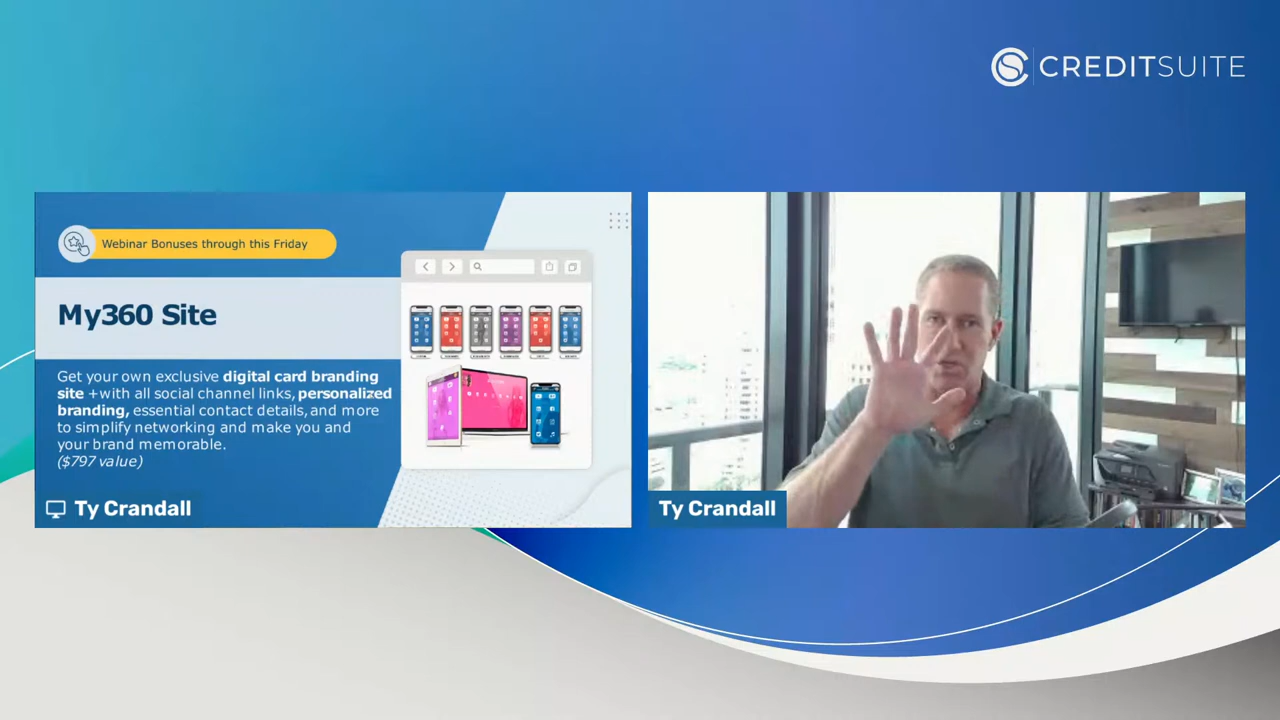 CREDITSUITE
Webinar Bonuses through this Friday
My360 Site
Get your own exclusive digital card branding
site +with all social channel links, personalized
branding, essential contact details, and more
to simplify networking and make you and
your brand memorable.
($797 value)
Ty Crandall
Ty Crandall